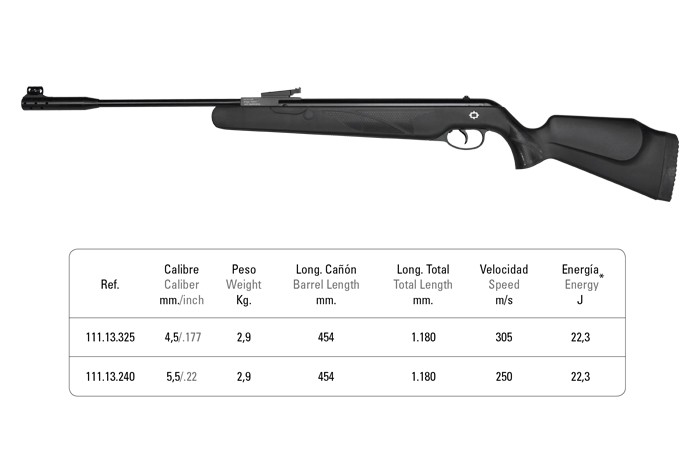 Ref. Calibre Peso Long. Cañón Long. Total Velocidad Energía*
Caliber Weight Barrel Length Total Length Speed Energy
mm./inch Kg. mm. mm. m/s J
111.13.325 4,5/.177 2,9 454 1.180 305 22,3
111.13.240 5,5/.22 2,9 454 1.180 250 22,3